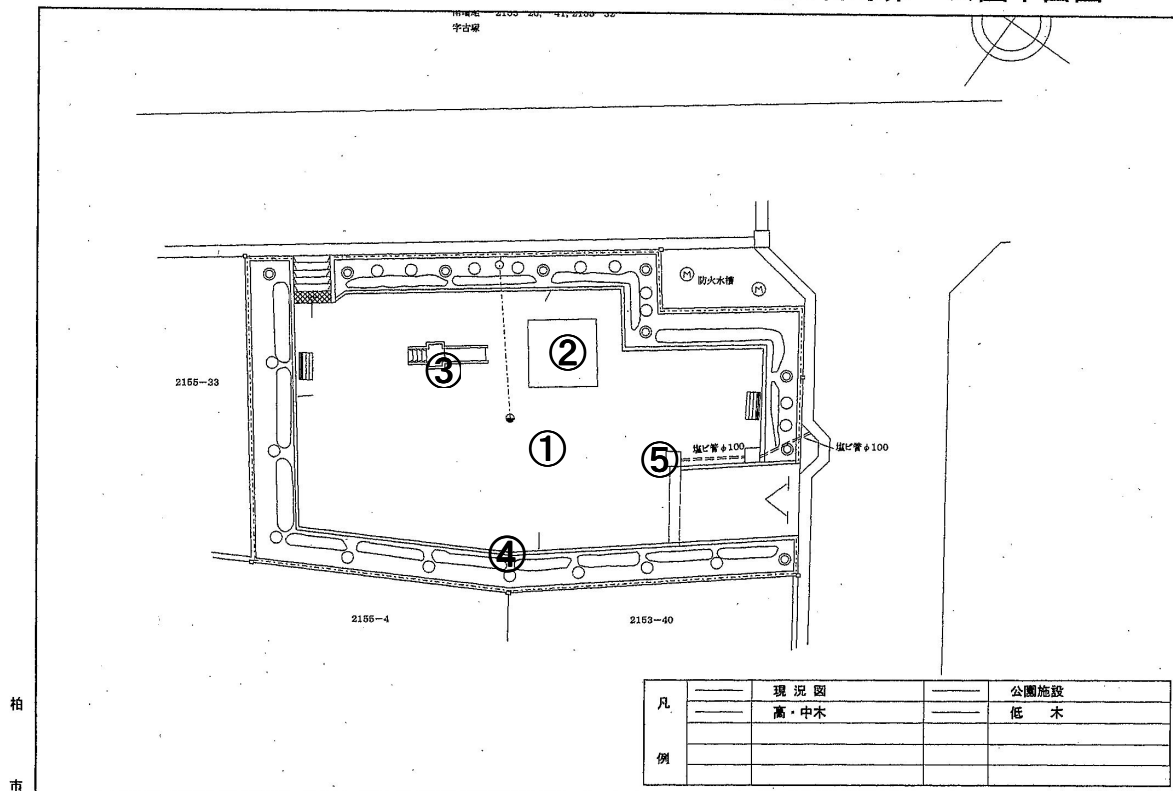 字古塚
Ⓜ 防火水槽
Ⓜ
②
③
2155-33
①
⑤
塩ビ管φ100
塩ビ管φ100
④
2155-4
2153-40
凡例
現況図
公園施設
高・中木
低木
柏市